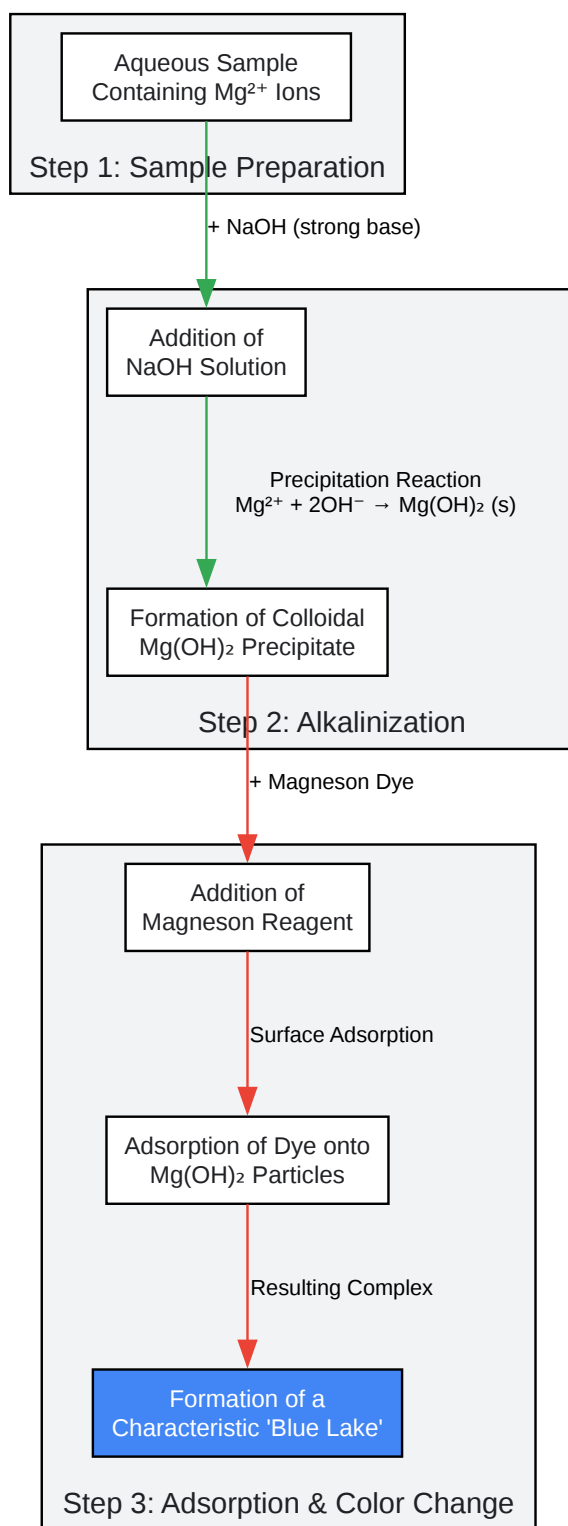 Aqueous Sample
Containing Mg²⁺ Ions
Step 1: Sample Preparation
+ NaOH (strong base)
Addition of
NaOH Solution
Precipitation Reaction
Mg²⁺ + 2OH⁻ → Mg(OH)₂ (s)
Formation of Colloidal
Mg(OH)₂ Precipitate
Step 2: Alkalinization
+ Magneson Dye
Addition of
Magneson Reagent
Surface Adsorption
Adsorption of Dye onto
Mg(OH)₂ Particles
Resulting Complex
Formation of a
Characteristic 'Blue Lake'
Step 3: Adsorption & Color Change